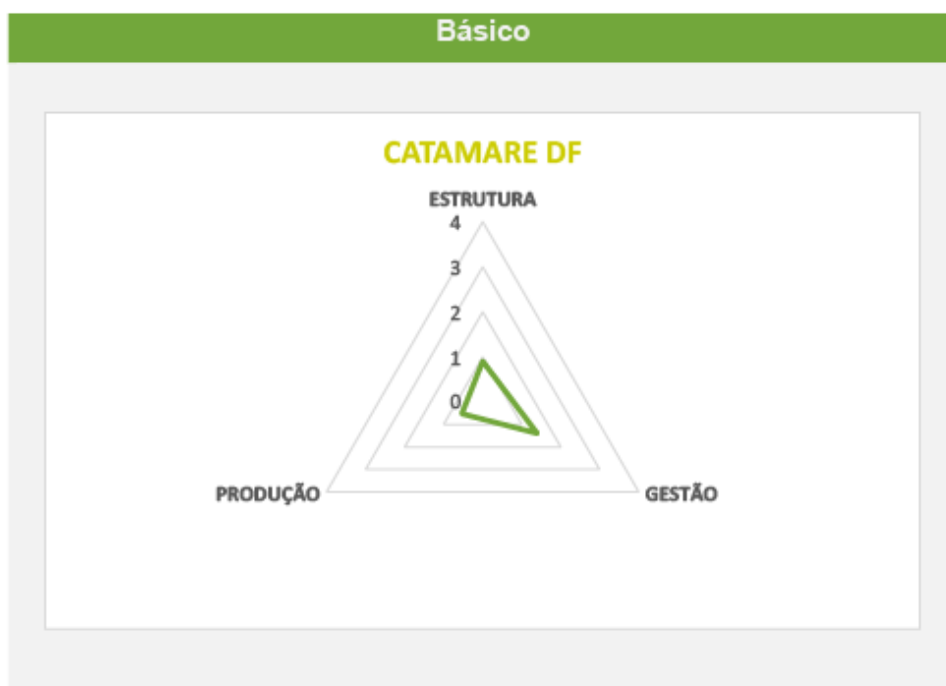 Básico
CATAMARE DF
ESTRUTURA
4
3
2
1
0
PRODUÇÃO
GESTÃO